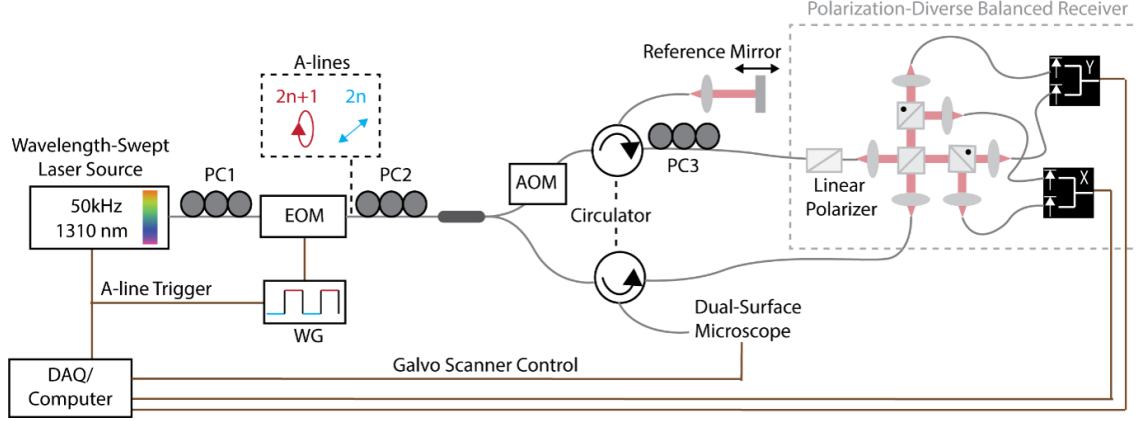 Polarization-Diverse Balanced Receiver
A-lines
2n+1
2n
Reference Mirror
Y
Wavelength-Swept
Laser Source
PC1
PC2
PC3
50kHz
1310 nm
EOM
AOM
Circulator
Linear
Polarizer
X
A-line Trigger
WG
Dual-Surface
Microscope
Galvo Scanner Control
DAQ/
Computer